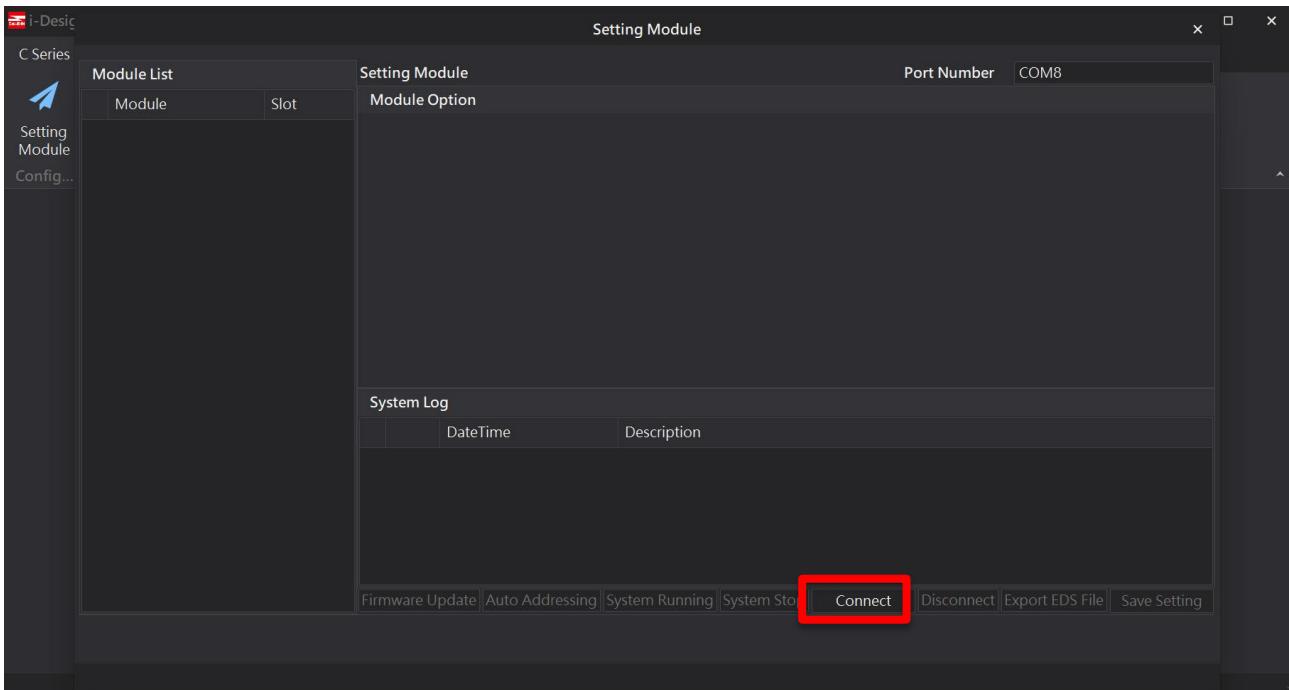 i-Desig
Setting Module
C Series
Setting
Module
Config...
Module List
Module Slot
Setting Module
Port Number COM8
Module Option
System Log
DateTime Description
Firmware Update Auto Addressing System Running System Sto Connect Disconnect Export EDS File Save Setting